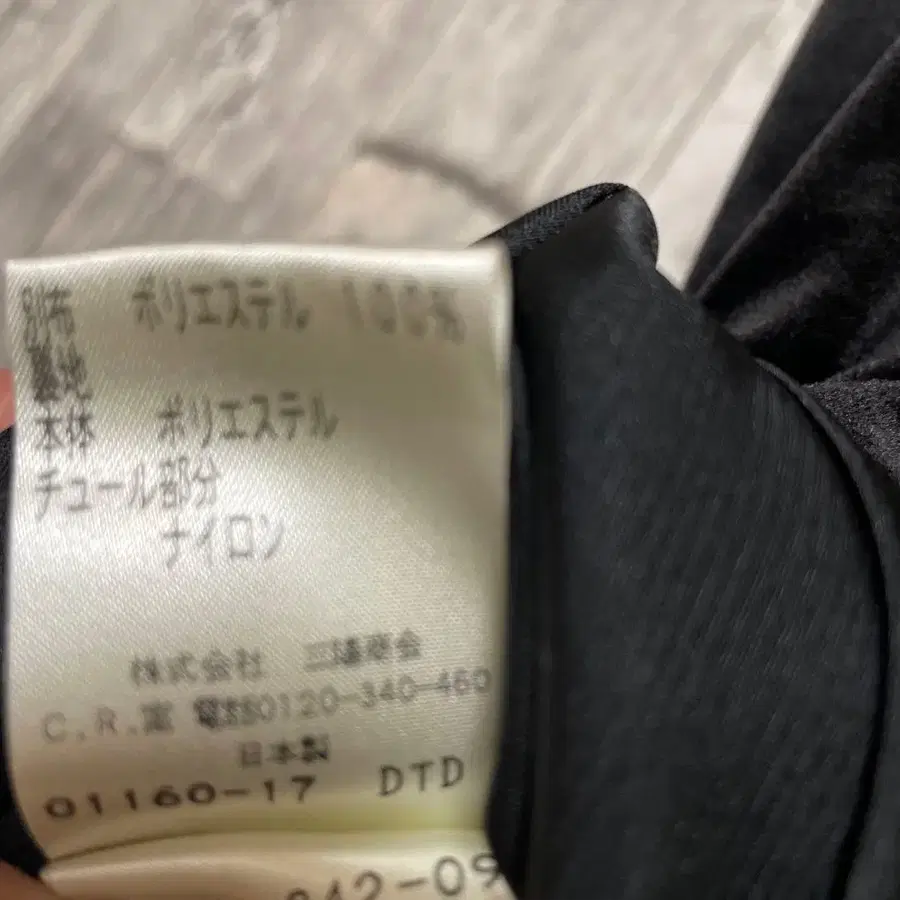 別布 ポリエステル 100%
裏地
本体 ポリエステル
チュール部分
ナイロン
株式会社 三陽商会
C.R.室 電話0120-340-460
日本製
01160-17 DTD
042-09